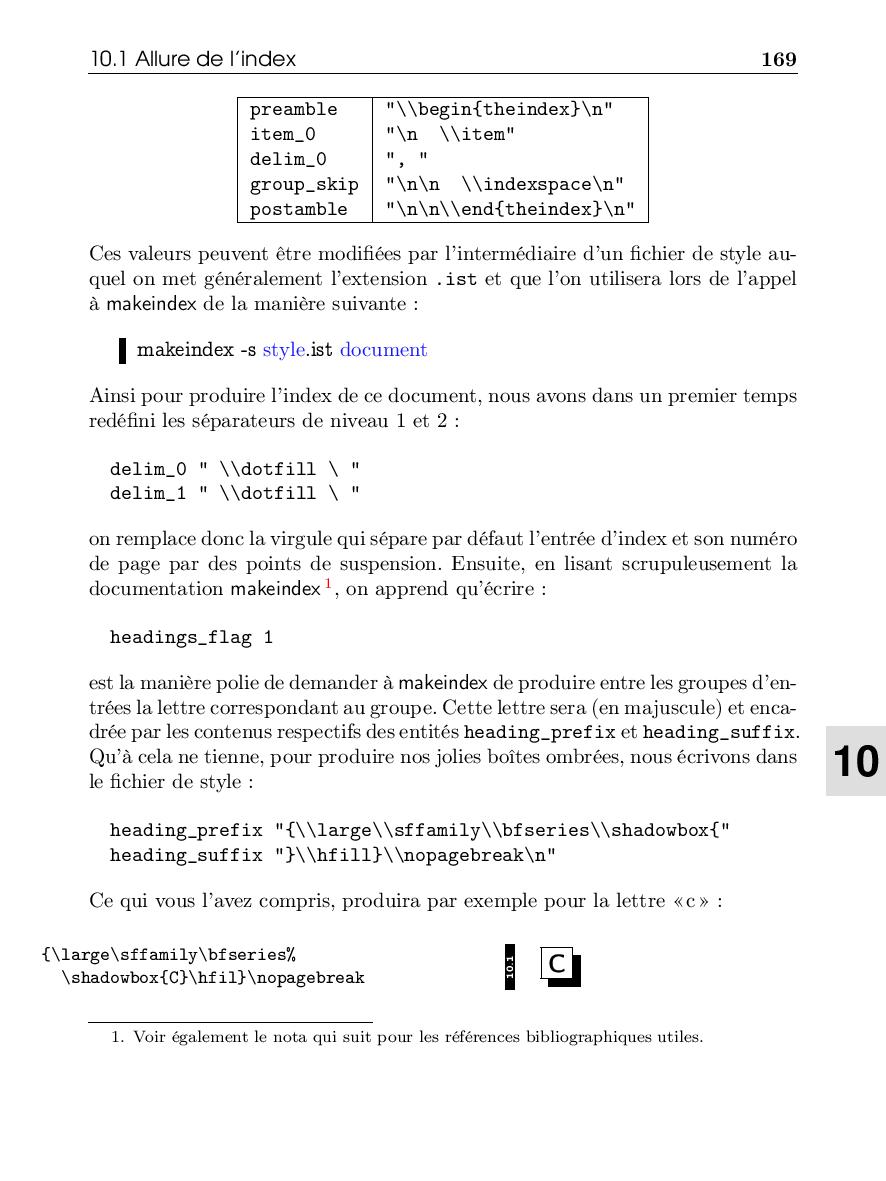 10.1 Allure de l'index 169
preamble "\\begin{theindex}\n"
item_0 "\n  \\item"
delim_0 ", "
group_skip "\n\n  \\indexspace\n"
postamble "\n\n\\end{theindex}\n"
Ces valeurs peuvent être modifiées par l'intermédiaire d'un fichier de style au-
quel on met généralement l'extension .ist et que l'on utilisera lors de l'appel
à makeindex de la manière suivante :
makeindex -s style.ist document
Ainsi pour produire l'index de ce document, nous avons dans un premier temps
redéfini les séparateurs de niveau 1 et 2 :
delim_0 " \\dotfill \ "
delim_1 " \\dotfill \ "
on remplace donc la virgule qui sépare par défaut l'entrée d'index et son numéro
de page par des points de suspension. Ensuite, en lisant scrupuleusement la
documentation makeindex 1, on apprend qu'écrire :
headings_flag 1
est la manière polie de demander à makeindex de produire entre les groupes d'en-
trées la lettre correspondant au groupe. Cette lettre sera (en majuscule) et enca-
drée par les contenus respectifs des entités heading_prefix et heading_suffix.
Qu'à cela ne tienne, pour produire nos jolies boîtes ombrées, nous écrivons dans
le fichier de style :
10
heading_prefix "{\\large\\sffamily\\bfseries\\shadowbox{"
heading_suffix "}\\hfill}\\nopagebreak\n"
Ce qui vous l'avez compris, produira par exemple pour la lettre « c » :
{\large\sffamily\bfseries%
  \shadowbox{C}\hfil}\nopagebreak
10.1
C
1. Voir également le nota qui suit pour les références bibliographiques utiles.